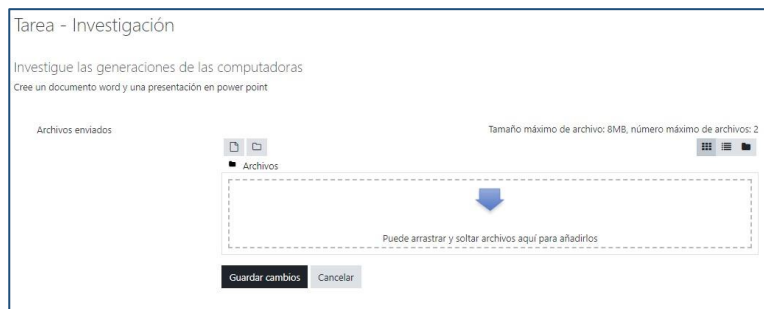 Tarea - Investigación
Investigue las generaciones de las computadoras
Cree un documento word y una presentación en power point
Archivos enviados
Tamaño máximo de archivo: 8MB, número máximo de archivos: 2
Archivos
Puede arrastrar y soltar archivos aquí para añadirlos
Guardar cambios Cancelar